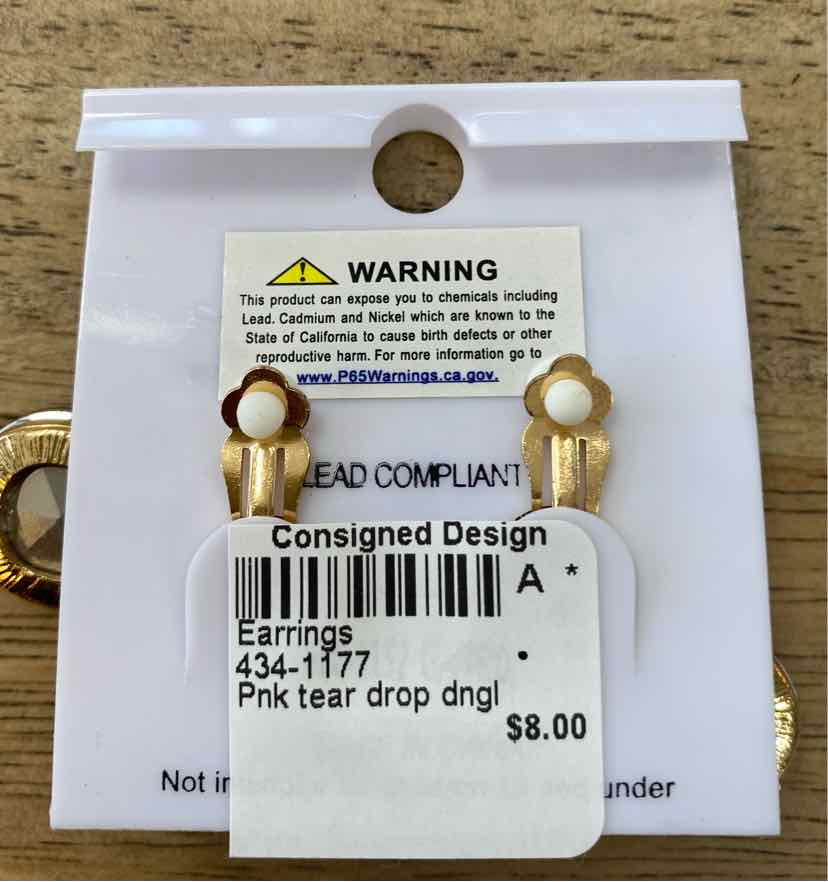 WARNING
This product can expose you to chemicals including
Lead. Cadmium and Nickel which are known to the
State of California to cause birth defects or other
reproductive harm. For more information go to
www.P65Warnings.ca.gov.
LEAD COMPLIANT
Consigned Design
A *
Earrings
434-1177
Pnk tear drop dngl
$8.00
Not under